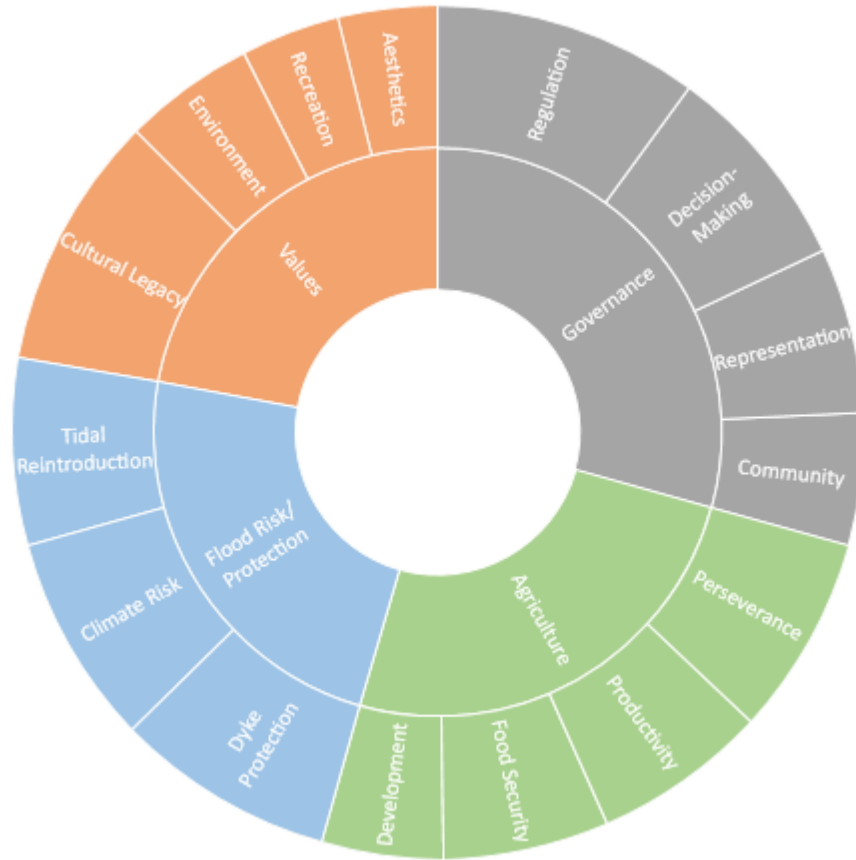 Regulation
Decision-
Making
Representation
Community
Perseverance
Productivity
Food Security
Development
Dyke
Protection
Climate Risk
Tidal
Reintroduction
Cultural Legacy
Environment
Recreation
Aesthetics
Governance
Agriculture
Flood Risk/
Protection
Values